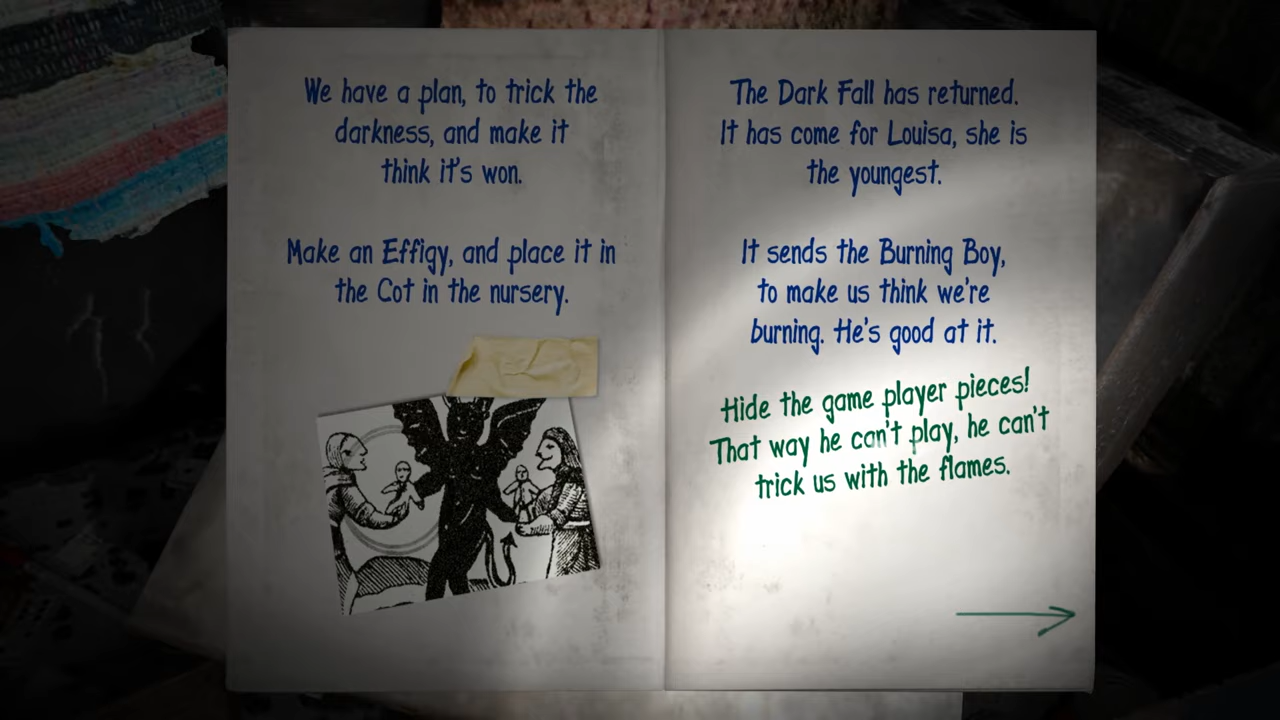 We have a plan, to trick the
darkness, and make it
think it's won.
Make an Effigy, and place it in
the Cot in the nursery.
The Dark Fall has returned.
It has come for Louisa, she is
the youngest.
It sends the Burning Boy,
to make us think we're
burning. He's good at it.
Hide the game player pieces!
That way he can't play, he can't
trick us with the flames.